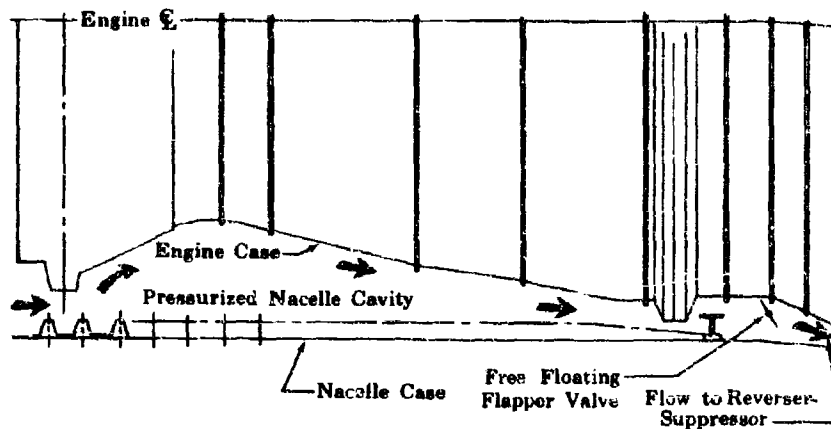 Engine ℄
Engine Case
Pressurized Nacelle Cavity
Nacelle Case
Free Floating
Flapper Valve
Flow to Reverser-
Suppressor